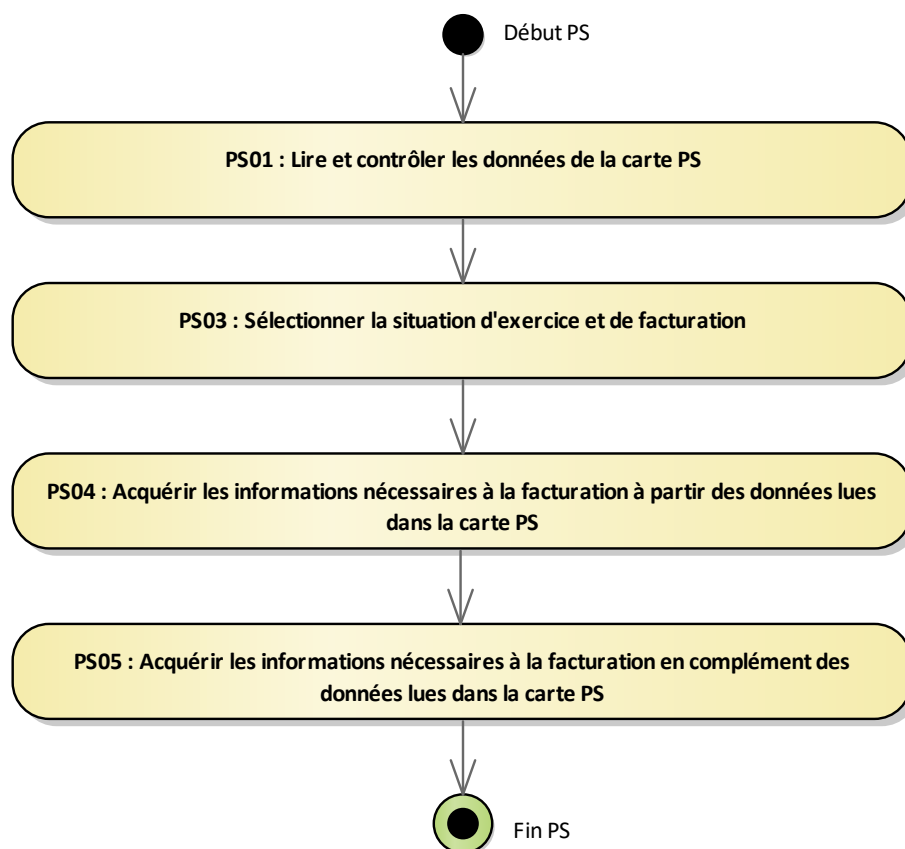 Début PS
PS01 : Lire et contrôler les données de la carte PS
PS03 : Sélectionner la situation d'exercice et de facturation
PS04 : Acquérir les informations nécessaires à la facturation à partir des données lues
dans la carte PS
PS05 : Acquérir les informations nécessaires à la facturation en complément des
données lues dans la carte PS
Fin PS